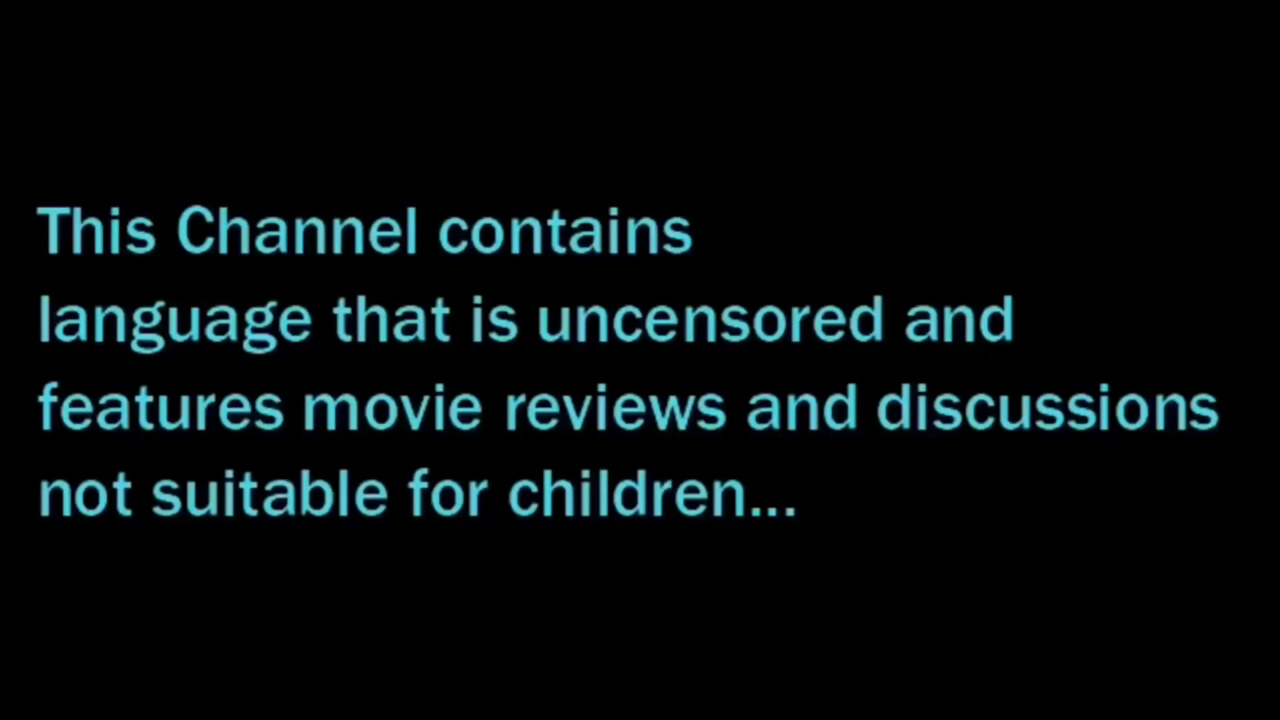 This Channel contains
language that is uncensored and
features movie reviews and discussions
not suitable for children...